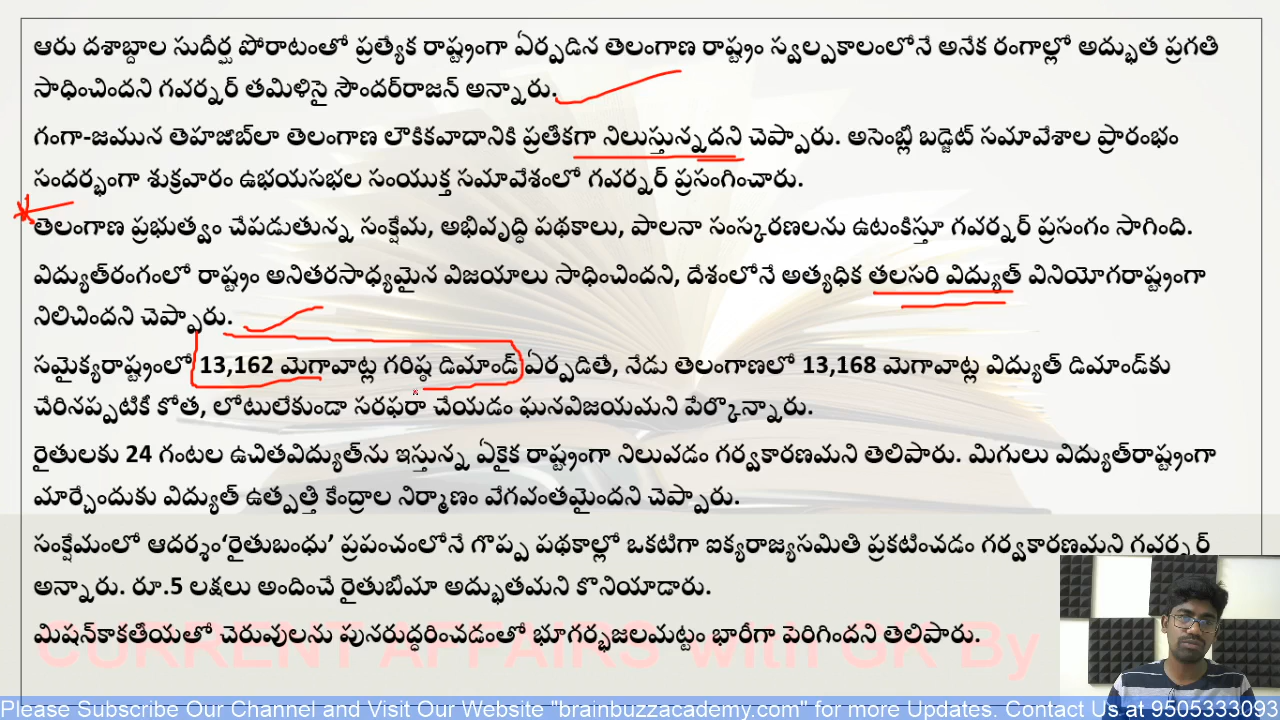 ఆరు దశాబ్దాల సుదీర్ఘ పోరాటంతో ప్రత్యేక రాష్ట్రంగా ఏర్పడిన తెలంగాణ రాష్ట్రం స్వల్పకాలంలోనే అనేక రంగాల్లో అద్భుత ప్రగతి
సాధించిందని గవర్నర్ తమిళిసై సౌందర్‌రాజన్ అన్నారు.
గంగా-జమున తెహజీబ్‌లా తెలంగాణ లౌకికవాదానికి ప్రతీకగా నిలుస్తున్నదని చెప్పారు. అసెంబ్లీ బడ్జెట్ సమావేశాల ప్రారంభం
సందర్భంగా శుక్రవారం ఉభయసభల సంయుక్త సమావేశంలో గవర్నర్ ప్రసంగించారు.
తెలంగాణ ప్రభుత్వం చేపడుతున్న సంక్షేమ, అభివృద్ధి పథకాలు, పాలనా సంస్కరణలను ఉటంకిస్తూ గవర్నర్ ప్రసంగం సాగింది.
విద్యుత్‌రంగంలో రాష్ట్రం అనితరసాధ్యమైన విజయాలు సాధించిందని, దేశంలోనే అత్యధిక తలసరి విద్యుత్ వినియోగరాష్ట్రంగా
నిలిచిందని చెప్పారు.
సమైక్యరాష్ట్రంలో 13,162 మెగావాట్ల గరిష్ఠ డిమాండ్ ఏర్పడితే, నేడు తెలంగాణలో 13,168 మెగావాట్ల విద్యుత్ డిమాండ్‌కు
చేరినప్పటికీ కోత, లోటులేకుండా సరఫరా చేయడం ఘనవిజయమని పేర్కొన్నారు.
రైతులకు 24 గంటల ఉచితవిద్యుత్‌ను ఇస్తున్న ఏకైక రాష్ట్రంగా నిలువడం గర్వకారణమని తెలిపారు. మిగులు విద్యుత్‌రాష్ట్రంగా
మార్చేందుకు విద్యుత్ ఉత్పత్తి కేంద్రాల నిర్మాణం వేగవంతమైందని చెప్పారు.
సంక్షేమంలో ఆదర్శం‘రైతుబంధు’ ప్రపంచంలోనే గొప్ప పథకాల్లో ఒకటిగా ఐక్యరాజ్యసమితి ప్రకటించడం గర్వకారణమని గవర్నర్
అన్నారు. రూ.5 లక్షలు అందించే రైతుబీమా అద్భుతమని కొనియాడారు.
మిషన్‌కాకతీయతో చెరువులను పునరుద్ధరించడంతో భూగర్భజలమట్టం భారీగా పెరిగిందని తెలిపారు.
CURRENT AFFAIRS with GK By
Please Subscribe Our Channel and Visit Our Website "brainbuzzacademy.com" for more Updates. Contact Us at 9505333093